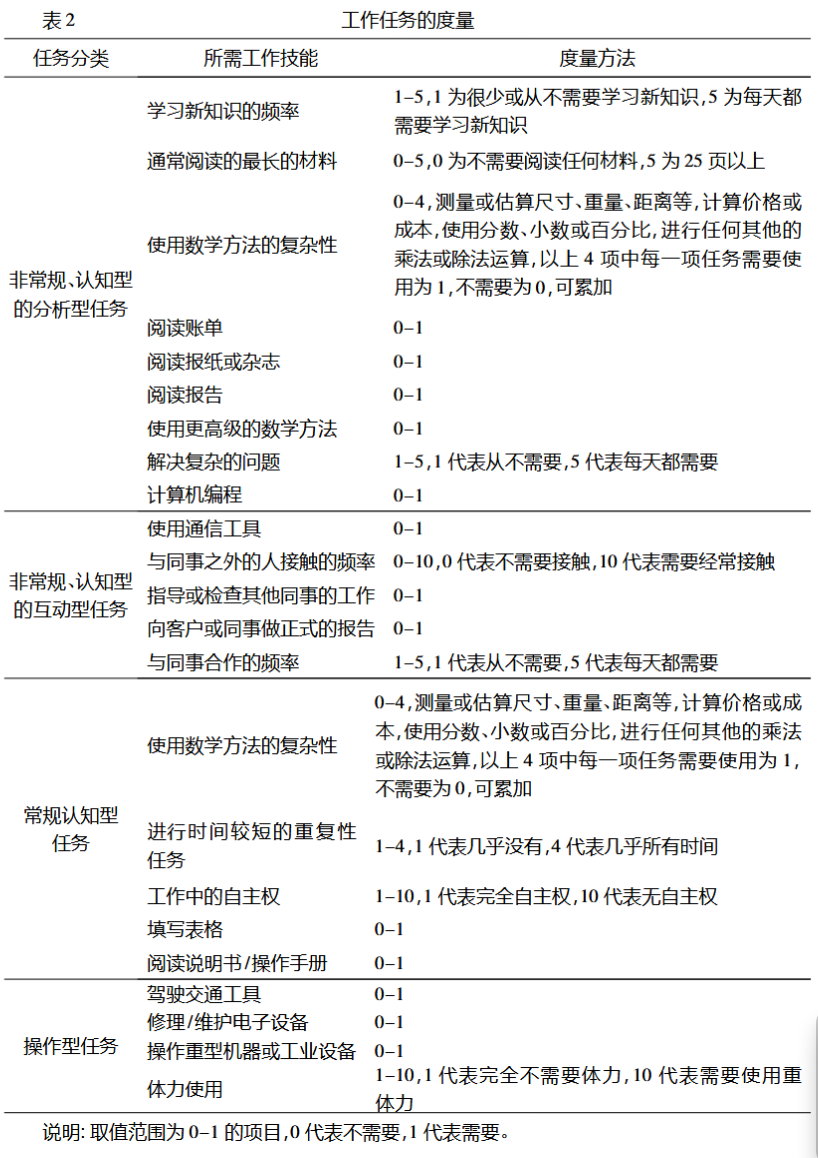 表 2 工作任务的度量
任务分类 所需工作技能 度量方法
非常规、认知型
的分析型任务
学习新知识的频率 1–5,1 为很少或从不需要学习新知识,5 为每天都
需要学习新知识
通常阅读的最长的材料 0–5,0 为不需要阅读任何材料,5 为 25 页以上
使用数学方法的复杂性 0–4,测量或估算尺寸、重量、距离等,计算价格或
成本,使用分数、小数或百分比,进行任何其他的
乘法或除法运算,以上 4 项中每一项任务需要使
用为 1,不需要为 0,可累加
阅读账单 0–1
阅读报纸或杂志 0–1
阅读报告 0–1
使用更高级的数学方法 0–1
解决复杂的问题 1–5,1 代表从不需要,5 代表每天都需要
计算机编程 0–1
非常规、认知型
的互动型任务
使用通信工具 0–1
与同事之外的人接触的频率 0–10,0 代表不需要接触,10 代表需要经常接触
指导或检查其他同事的工作 0–1
向客户或同事做正式的报告 0–1
与同事合作的频率 1–5,1 代表从不需要,5 代表每天都需要
常规认知型
任务
使用数学方法的复杂性 0–4,测量或估算尺寸、重量、距离等,计算价格或成
本,使用分数、小数或百分比,进行任何其他的乘法
或除法运算,以上 4 项中每一项任务需要使用为 1,
不需要为 0,可累加
进行时间较短的重复性
任务 1–4,1 代表几乎没有,4 代表几乎所有时间
工作中的自主权 1–10,1 代表完全自主权,10 代表无自主权
填写表格 0–1
阅读说明书/操作手册 0–1
操作型任务
驾驶交通工具 0–1
修理/维护电子设备 0–1
操作重型机器或工业设备 0–1
体力使用 1–10,1 代表完全不需要体力,10 代表需要使用重
体力
说明: 取值范围为 0–1 的项目,0 代表不需要,1 代表需要。